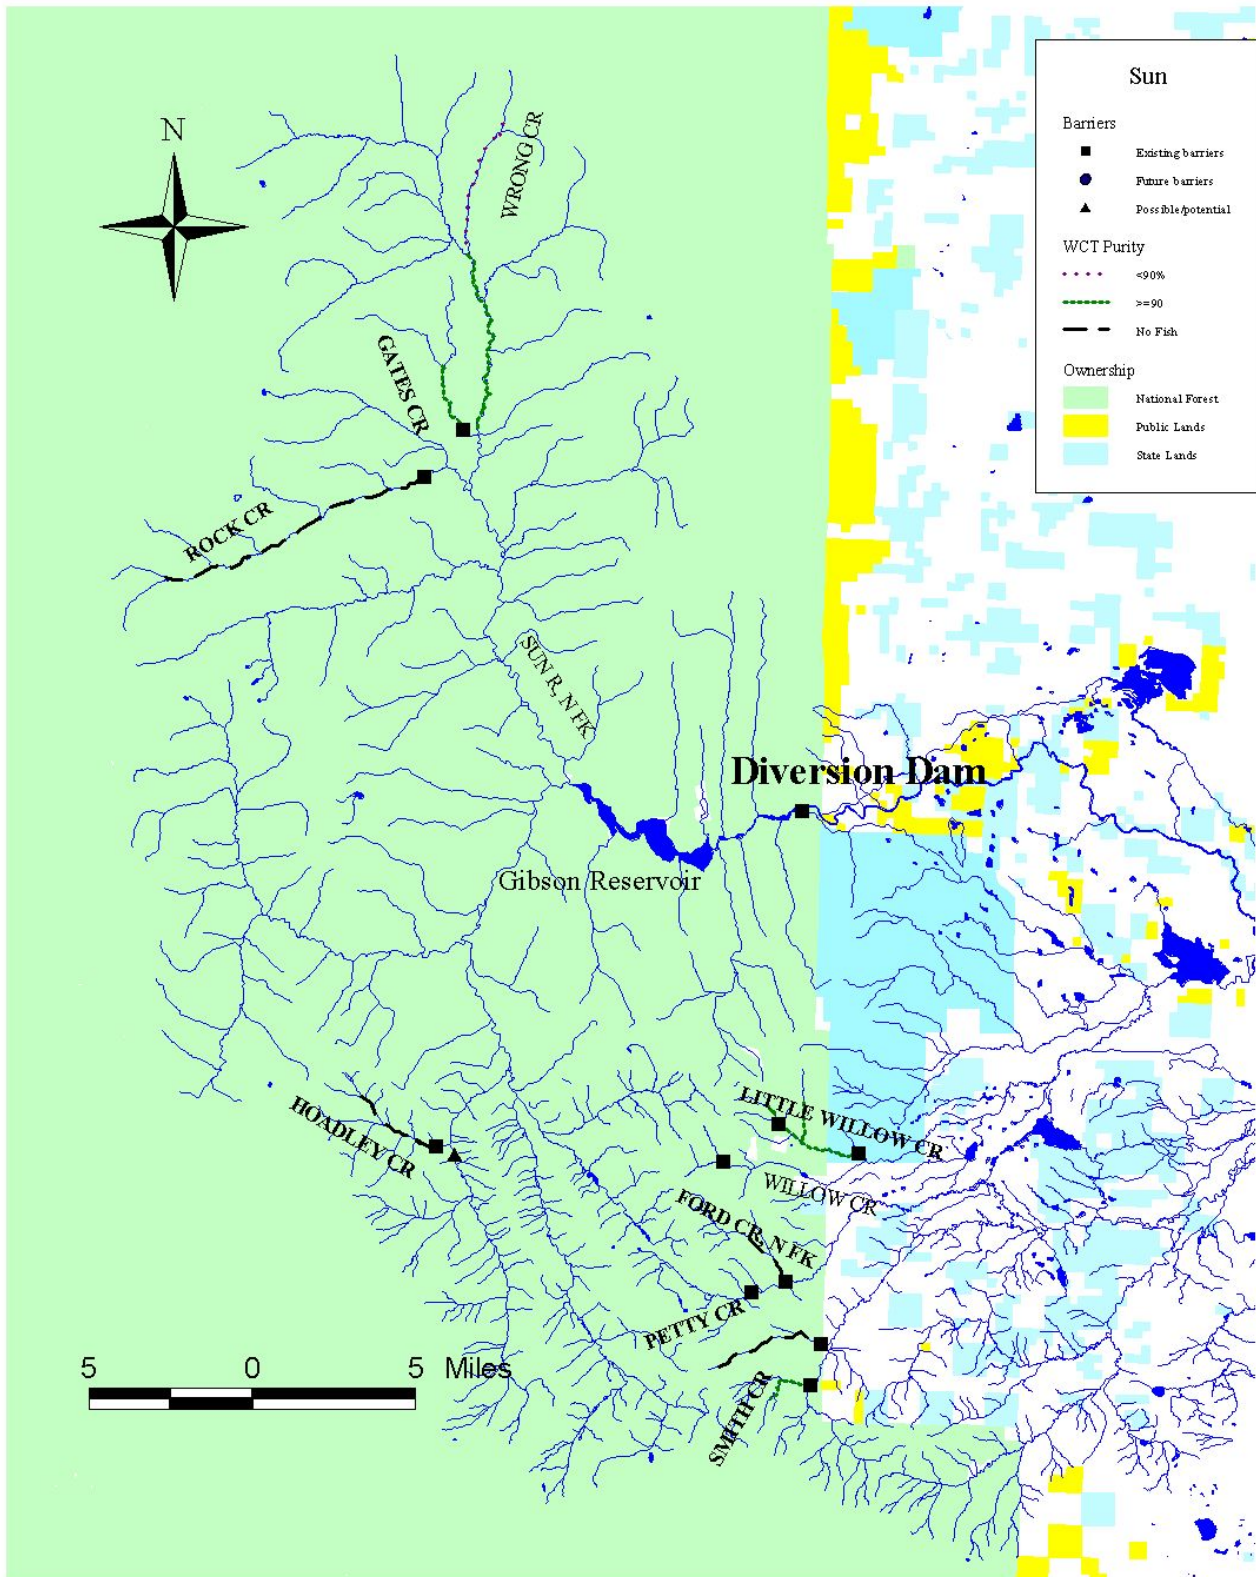 Sun
Barriers
Existing barriers
Future barriers
Possible/potential
WCT Purity
<90%
>=90
No Fish
Ownership
National Forest
Public Lands
State Lands
N
WRONG CR
GATES CR
ROCK CR
SUN R, N FK
Diversion Dam
Gibson Reservoir
HOADLEY CR
LITTLE WILLOW CR
WILLOW CR
FORD CR, N FK
PETTY CR
SMITH CR
5 0 5 Miles